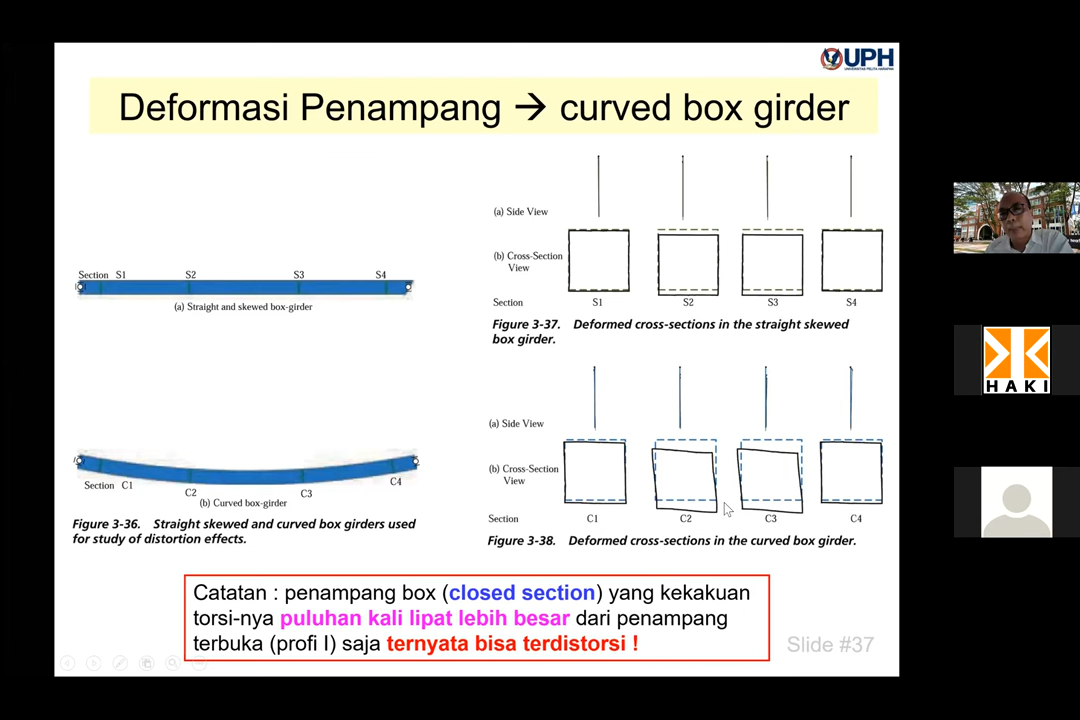 UPH
UNIVERSITAS PELITA HARAPAN
Deformasi Penampang → curved box girder
Section S1 S2 S3 S4
(a) Straight and skewed box-girder
Section C1 C2 C3 C4
(b) Curved box-girder
Figure 3-36. Straight skewed and curved box girders used
for study of distortion effects.
(a) Side View
(b) Cross-Section
View
Section S1 S2 S3 S4
Figure 3-37. Deformed cross-sections in the straight skewed
box girder.
(a) Side View
(b) Cross-Section
View
Section C1 C2 C3 C4
Figure 3-38. Deformed cross-sections in the curved box girder.
Catatan : penampang box (closed section) yang kekakuan
torsi-nya puluhan kali lipat lebih besar dari penampang
terbuka (profi I) saja ternyata bisa terdistorsi !
Slide #37
HAKI